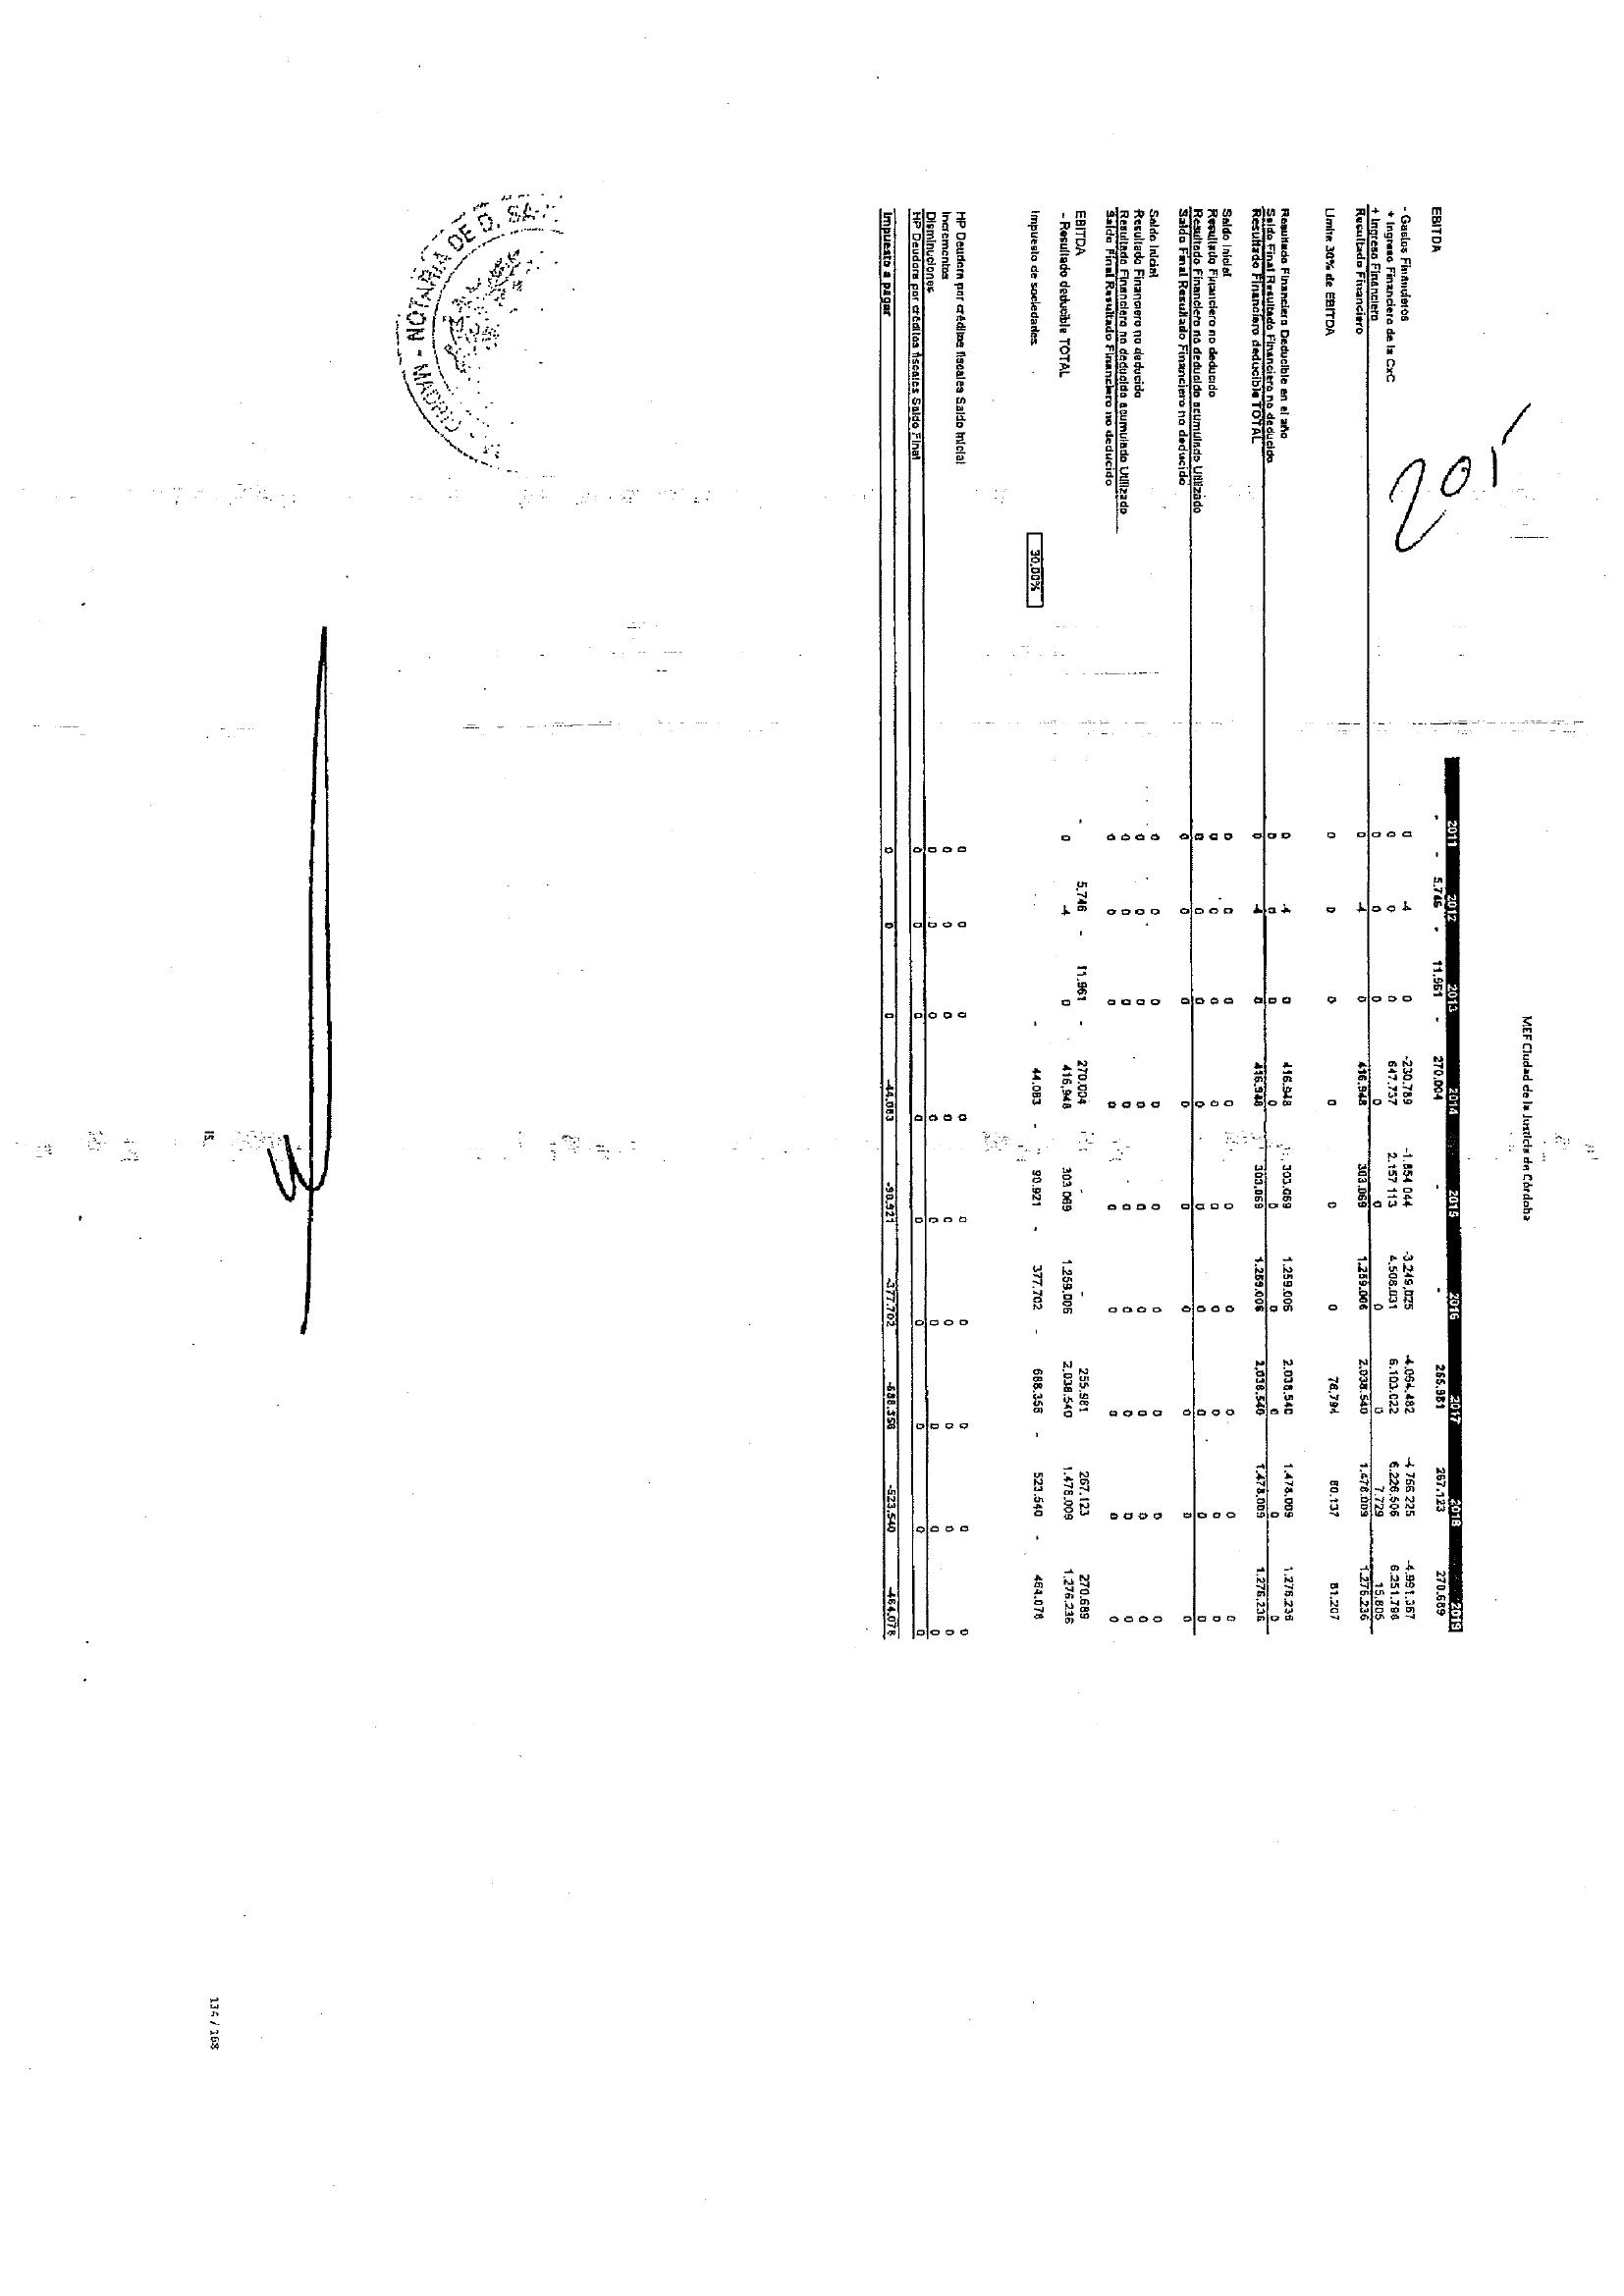 MEF Ciudad de la Justicia de Córdoba
201
2011 2012 2013 2014 2015 2016 2017 2018 2019
EBITDA - - 5.746 - 11.961 - 270.004 - - 255.981 267.123 270.689
- Gastos Financieros 0 -4 0 -230.789 -1.854.044 -3.249.025 -4.064.482 -4.756.225 -4.991.367
+ Ingreso Financiero de la CxC 0 0 0 647.737 2.157.113 4.508.031 6.103.022 6.226.506 6.251.798
+ Ingreso Financiero 0 0 0 0 0 0 0 7.729 15.805
Resultado Financiero 0 -4 0 416.948 303.069 1.259.006 2.038.540 1.478.009 1.276.236
Limite 30% de EBITDA 0 0 0 0 0 0 76.794 80.137 81.207
Resultado Financiero Deducible en el año 0 -4 0 416.948 303.069 1.259.006 2.038.540 1.478.009 1.276.236
Saldo Final Resultado Financiero no deducido 0 0 0 0 0 0 0 0 0
Resultado Financiero deducible TOTAL 0 -4 0 416.948 303.069 1.259.006 2.038.540 1.478.009 1.276.236
Saldo Inicial 0 0 0 0 0 0 0 0 0
Resultado Financiero no deducido 0 0 0 0 0 0 0 0 0
Resultado Financiero no deducido acumulado Utilizado 0 0 0 0 0 0 0 0 0
Saldo Final Resultado Financiero no deducido 0 0 0 0 0 0 0 0 0
Saldo Inicial 0 0 0 0 0 0 0 0 0
Resultado Financiero no deducido 0 0 0 0 0 0 0 0 0
Resultado Financiero no deducido acumulado Utilizado 0 0 0 0 0 0 0 0 0
Saldo Final Resultado Financiero no deducido 0 0 0 0 0 0 0 0 0
EBITDA - 5.746 - 11.961 - 270.004 - - 255.981 267.123 270.689
- Resultado deducible TOTAL 0 -4 0 416.948 303.069 1.259.006 2.038.540 1.478.009 1.276.236
Impuesto de sociedades 30,00% - 44.083 - 90.921 - 377.702 - 688.356 - 523.540 - 464.078
HP Deudora por créditos fiscales Saldo Inicial 0 0 0 0 0 0 0 0 0
Incrementos 0 0 0 0 0 0 0 0 0
Disminuciones 0 0 0 0 0 0 0 0 0
HP Deudora por créditos fiscales Saldo Final 0 0 0 0 0 0 0 0 0
Impuesto a pagar 0 0 0 -44.083 -90.921 -377.702 -688.356 -523.540 -464.078
NOTARIA DE D. SA
- MADRID
134 / 168